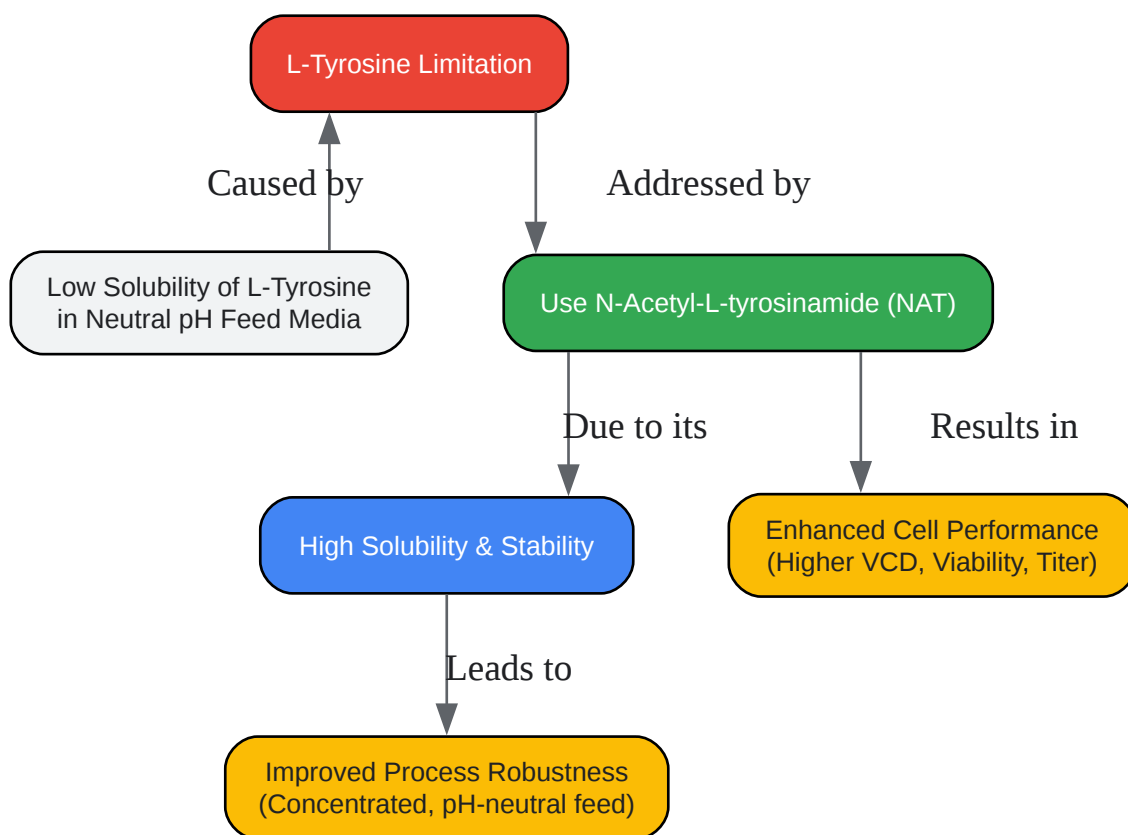 L-Tyrosine Limitation
Caused by
Addressed by
Low Solubility of L-Tyrosine
in Neutral pH Feed Media
Use N-Acetyl-L-tyrosinamide (NAT)
Due to its
Results in
High Solubility & Stability
Enhanced Cell Performance
(Higher VCD, Viability, Titer)
Leads to
Improved Process Robustness
(Concentrated, pH-neutral feed)